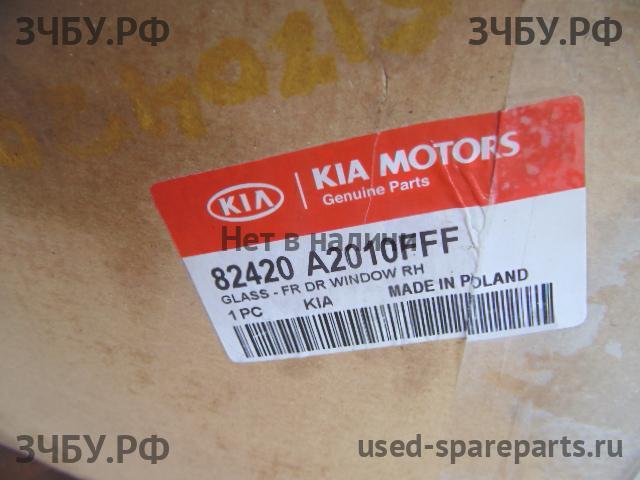 ЗЧБУ.РФ
ЗЧБУ.РФ
KIA
KIA MOTORS
Genuine Parts
Нет в наличии
82420 A2010FFF
GLASS - FR DR WINDOW RH
1 PC KIA MADE IN POLAND
ЗЧБУ.РФ
used-spareparts.ru